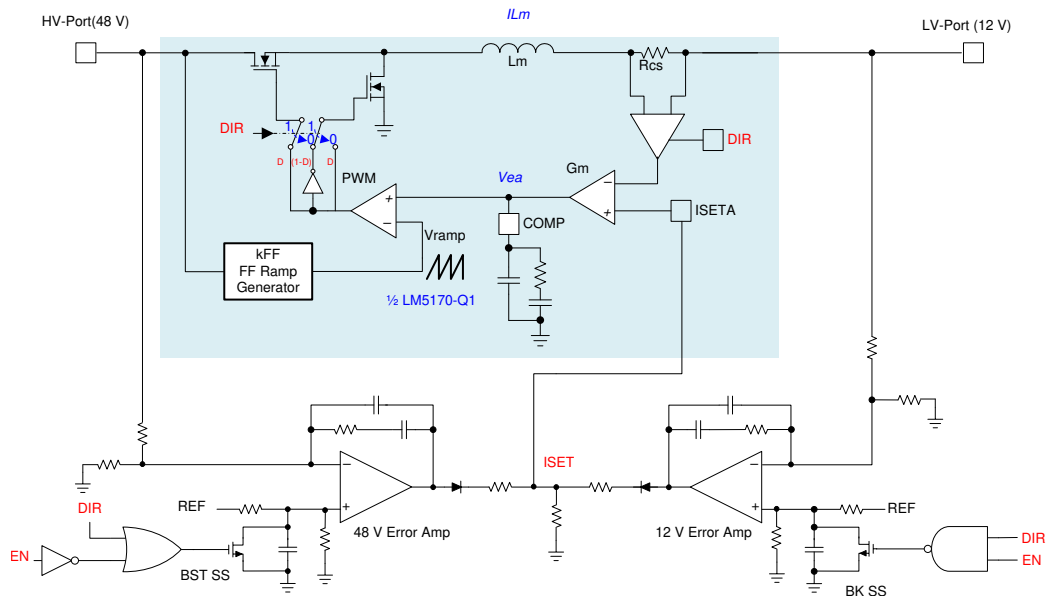 ILm
HV-Port(48 V)
LV-Port (12 V)
Lm
Rcs
DIR
1
1
0
0
DIR
D
(1-D)
D
PWM
Vea
Gm
+
−
−
+
ISETA
COMP
Vramp
kFF
FF Ramp
Generator
½ LM5170-Q1
ISET
−
+
−
+
48 V Error Amp
12 V Error Amp
REF
REF
DIR
EN
BST SS
BK SS
DIR
EN